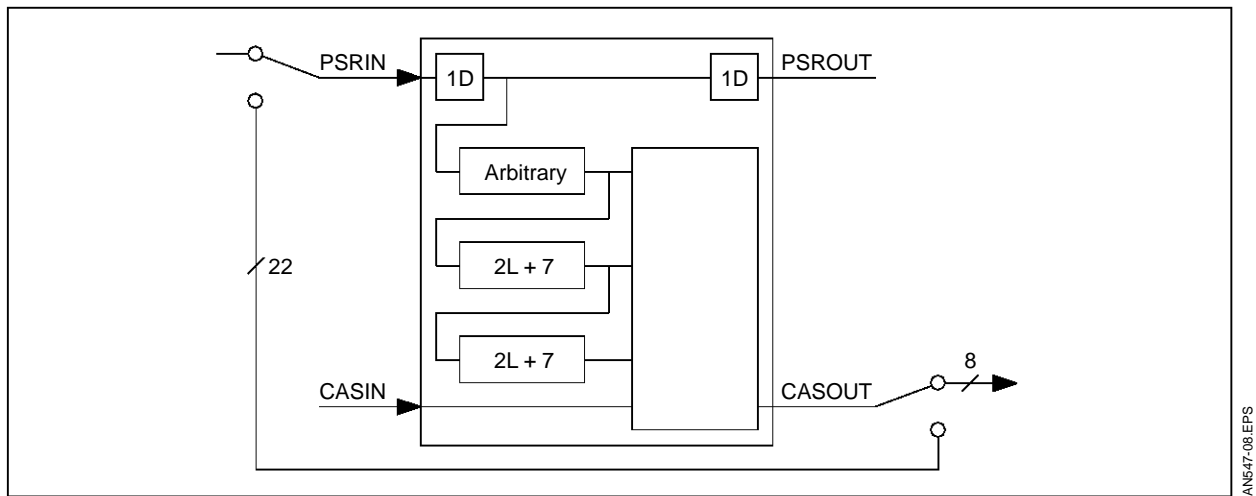 PSRIN
1D
1D
PSROUT
Arbitrary
2L + 7
22
2L + 7
CASIN
CASOUT
8
AN547-08.EPS